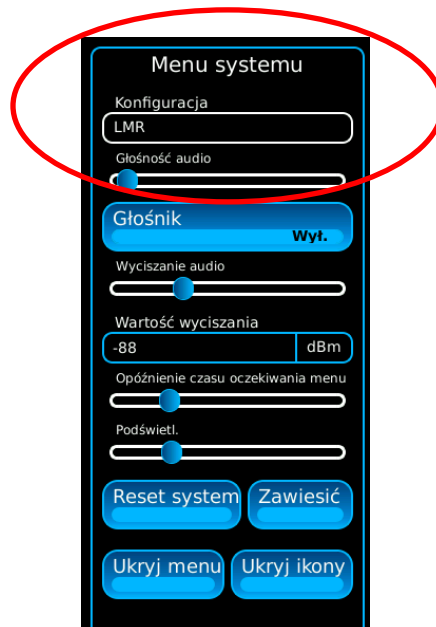 Menu systemu
Konfiguracja
LMR
Głośność audio
Głośnik
Wył.
Wyciszanie audio
Wartość wyciszania
-88 dBm
Opóźnienie czasu oczekiwania menu
Podświetl.
Reset system Zawiesić
Ukryj menu Ukryj ikony